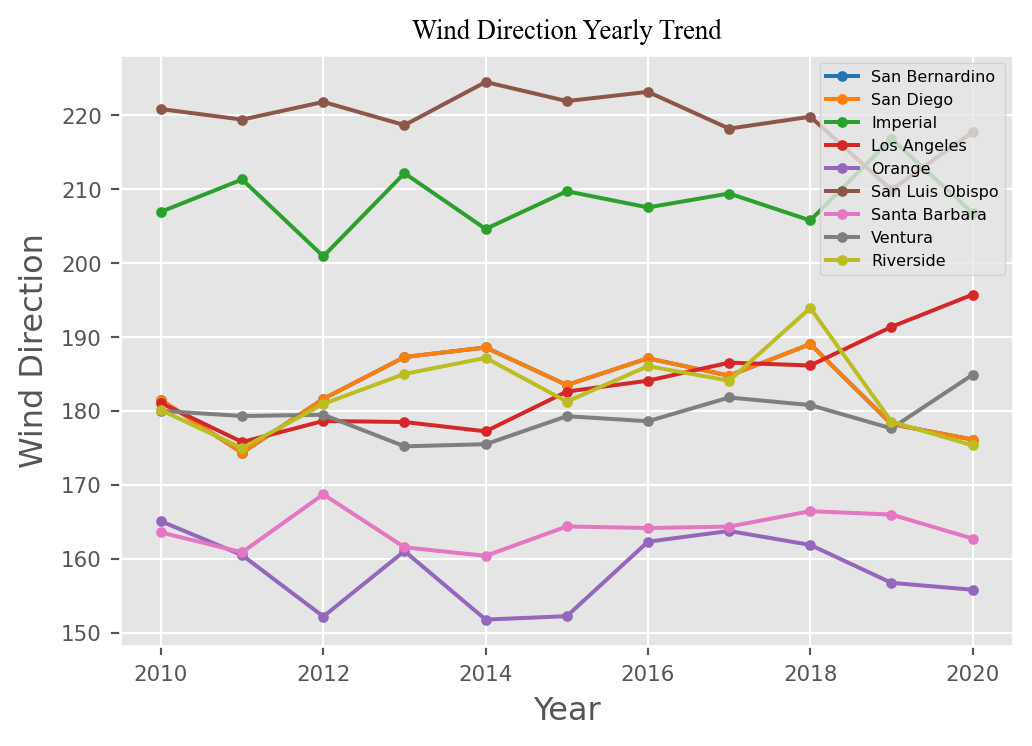 Wind Direction Yearly Trend
San Bernardino
San Diego
Imperial
Los Angeles
Orange
San Luis Obispo
Santa Barbara
Ventura
Riverside
220
210
200
190
180
170
160
150
Wind Direction
2010 2012 2014 2016 2018 2020
Year